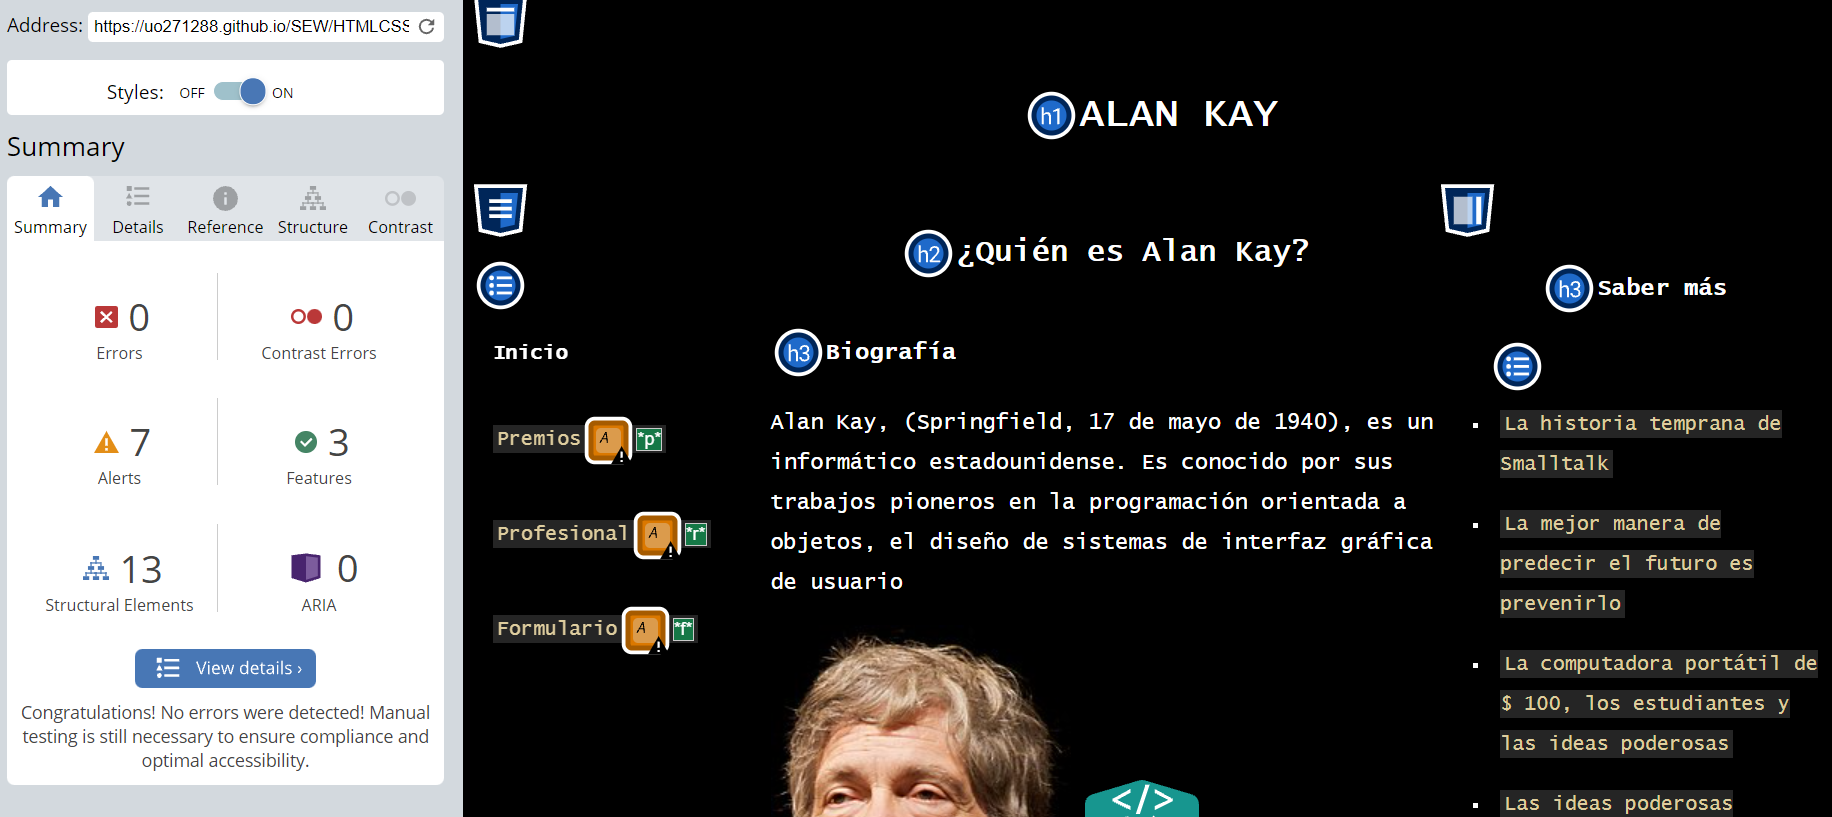 Address: https://uo271288.github.io/SEW/HTMLCSS
Styles: OFF ON
Summary
Summary Details Reference Structure Contrast
0
Errors
0
Contrast Errors
7
Alerts
3
Features
13
Structural Elements
0
ARIA
View details ›
Congratulations! No errors were detected! Manual
testing is still necessary to ensure compliance and
optimal accessibility.
h1 ALAN KAY
Inicio
Premios A *p*
Profesional A *r*
Formulario A *f*
h2 ¿Quién es Alan Kay?
h3 Biografía
Alan Kay, (Springfield, 17 de mayo de 1940), es un
informático estadounidense. Es conocido por sus
trabajos pioneros en la programación orientada a
objetos, el diseño de sistemas de interfaz gráfica
de usuario
</>
h3 Saber más
La historia temprana de
Smalltalk
La mejor manera de
predecir el futuro es
prevenirlo
La computadora portátil de
$ 100, los estudiantes y
las ideas poderosas
Las ideas poderosas